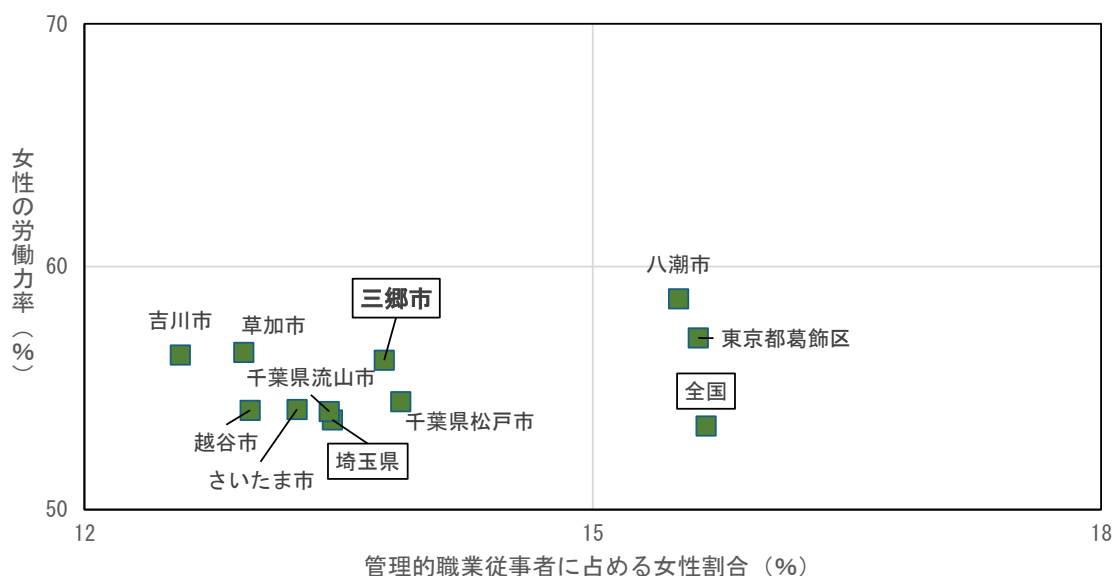 女性の労働力率（%）
70
60
50
八潮市
三郷市
吉川市
草加市
東京都葛飾区
千葉県流山市
全国
千葉県松戸市
越谷市
埼玉県
さいたま市
12
15
18
管理的職業従事者に占める女性割合（%）